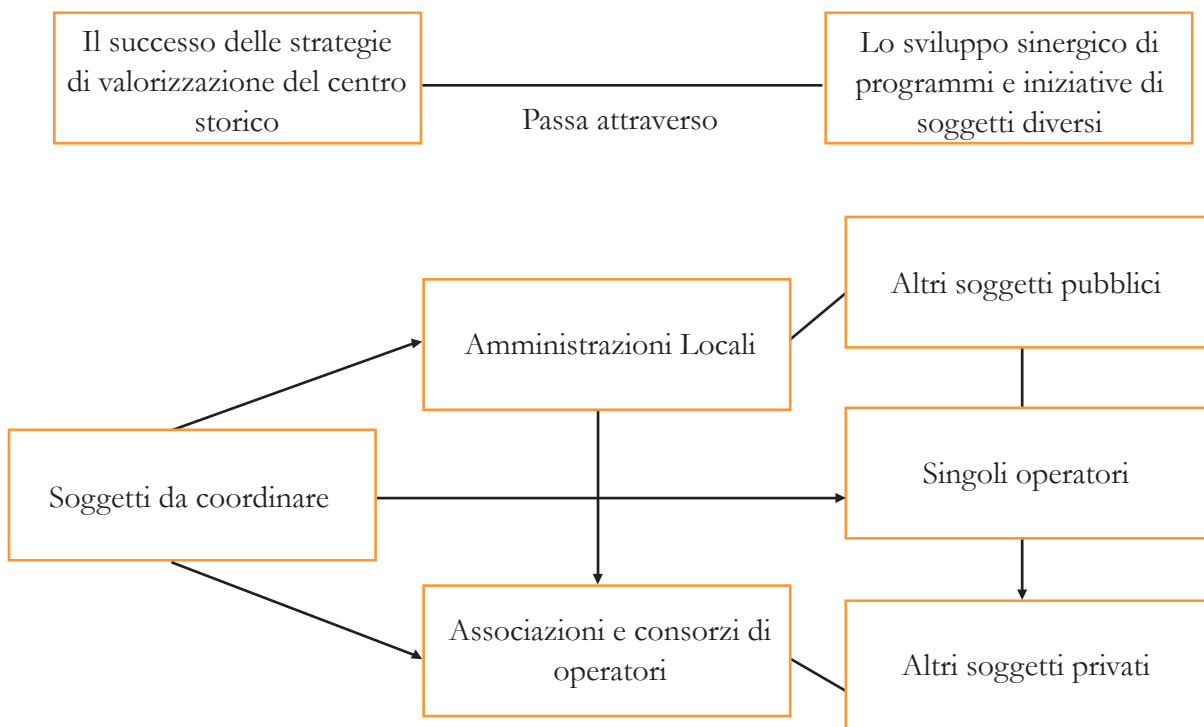 Il successo delle strategie
di valorizzazione del centro
storico
Passa attraverso
Lo sviluppo sinergico di
programmi e iniziative di
soggetti diversi
Altri soggetti pubblici
Amministrazioni Locali
Soggetti da coordinare
Singoli operatori
Associazioni e consorzi di
operatori
Altri soggetti privati